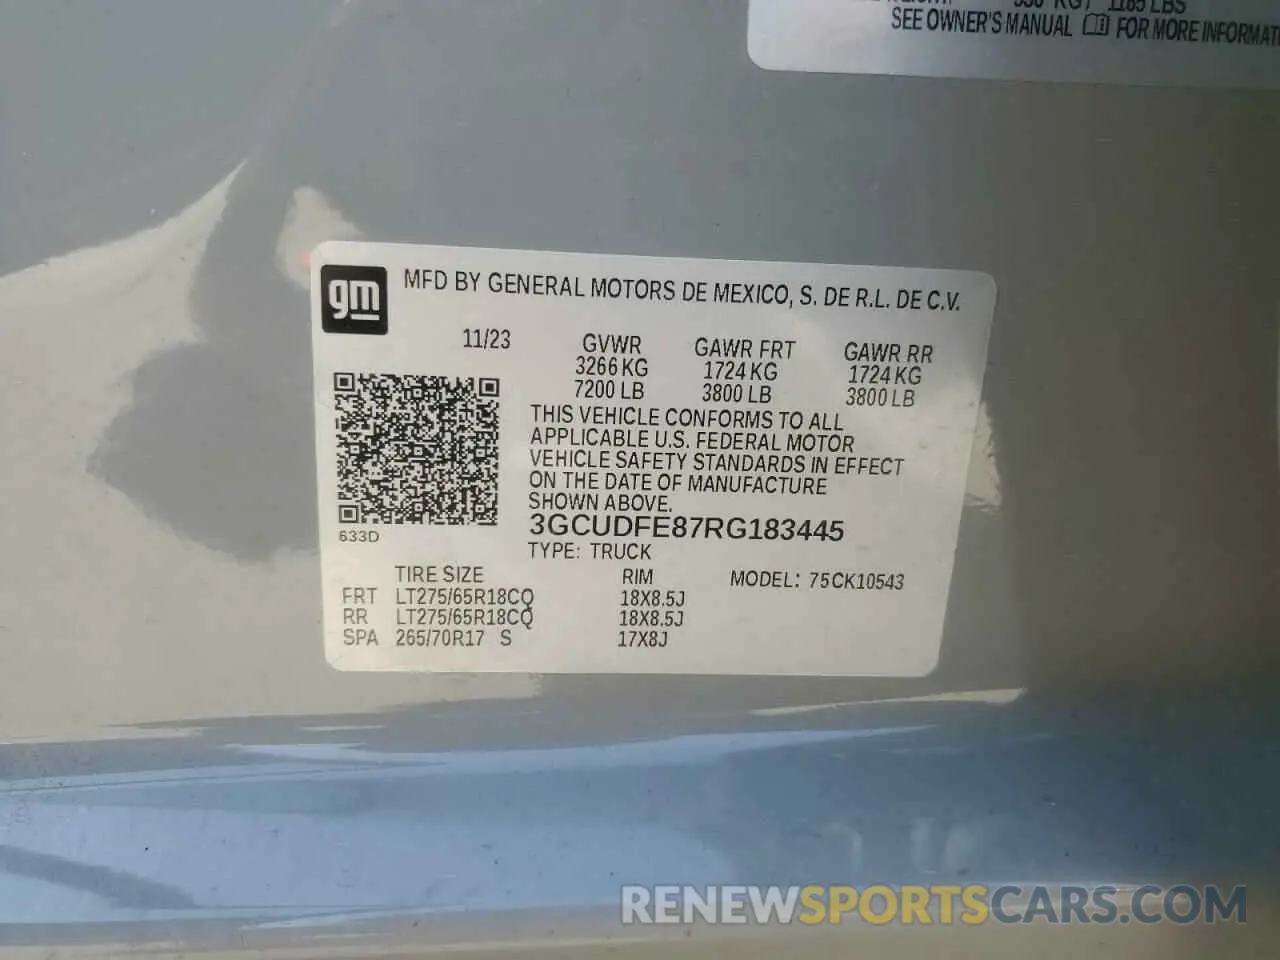 KG / 1185 LBS
SEE OWNER'S MANUAL FOR MORE INFORMATI
gm
MFD BY GENERAL MOTORS DE MEXICO, S. DE R.L. DE C.V.
11/23 GVWR GAWR FRT GAWR RR
3266 KG 1724 KG 1724 KG
7200 LB 3800 LB 3800 LB
THIS VEHICLE CONFORMS TO ALL
APPLICABLE U.S. FEDERAL MOTOR
VEHICLE SAFETY STANDARDS IN EFFECT
ON THE DATE OF MANUFACTURE
SHOWN ABOVE.
3GCUDFE87RG183445
633D
TYPE: TRUCK
TIRE SIZE RIM MODEL: 75CK10543
FRT LT275/65R18CQ 18X8.5J
RR LT275/65R18CQ 18X8.5J
SPA 265/70R17 S 17X8J
RENEWSPORTSCARS.COM